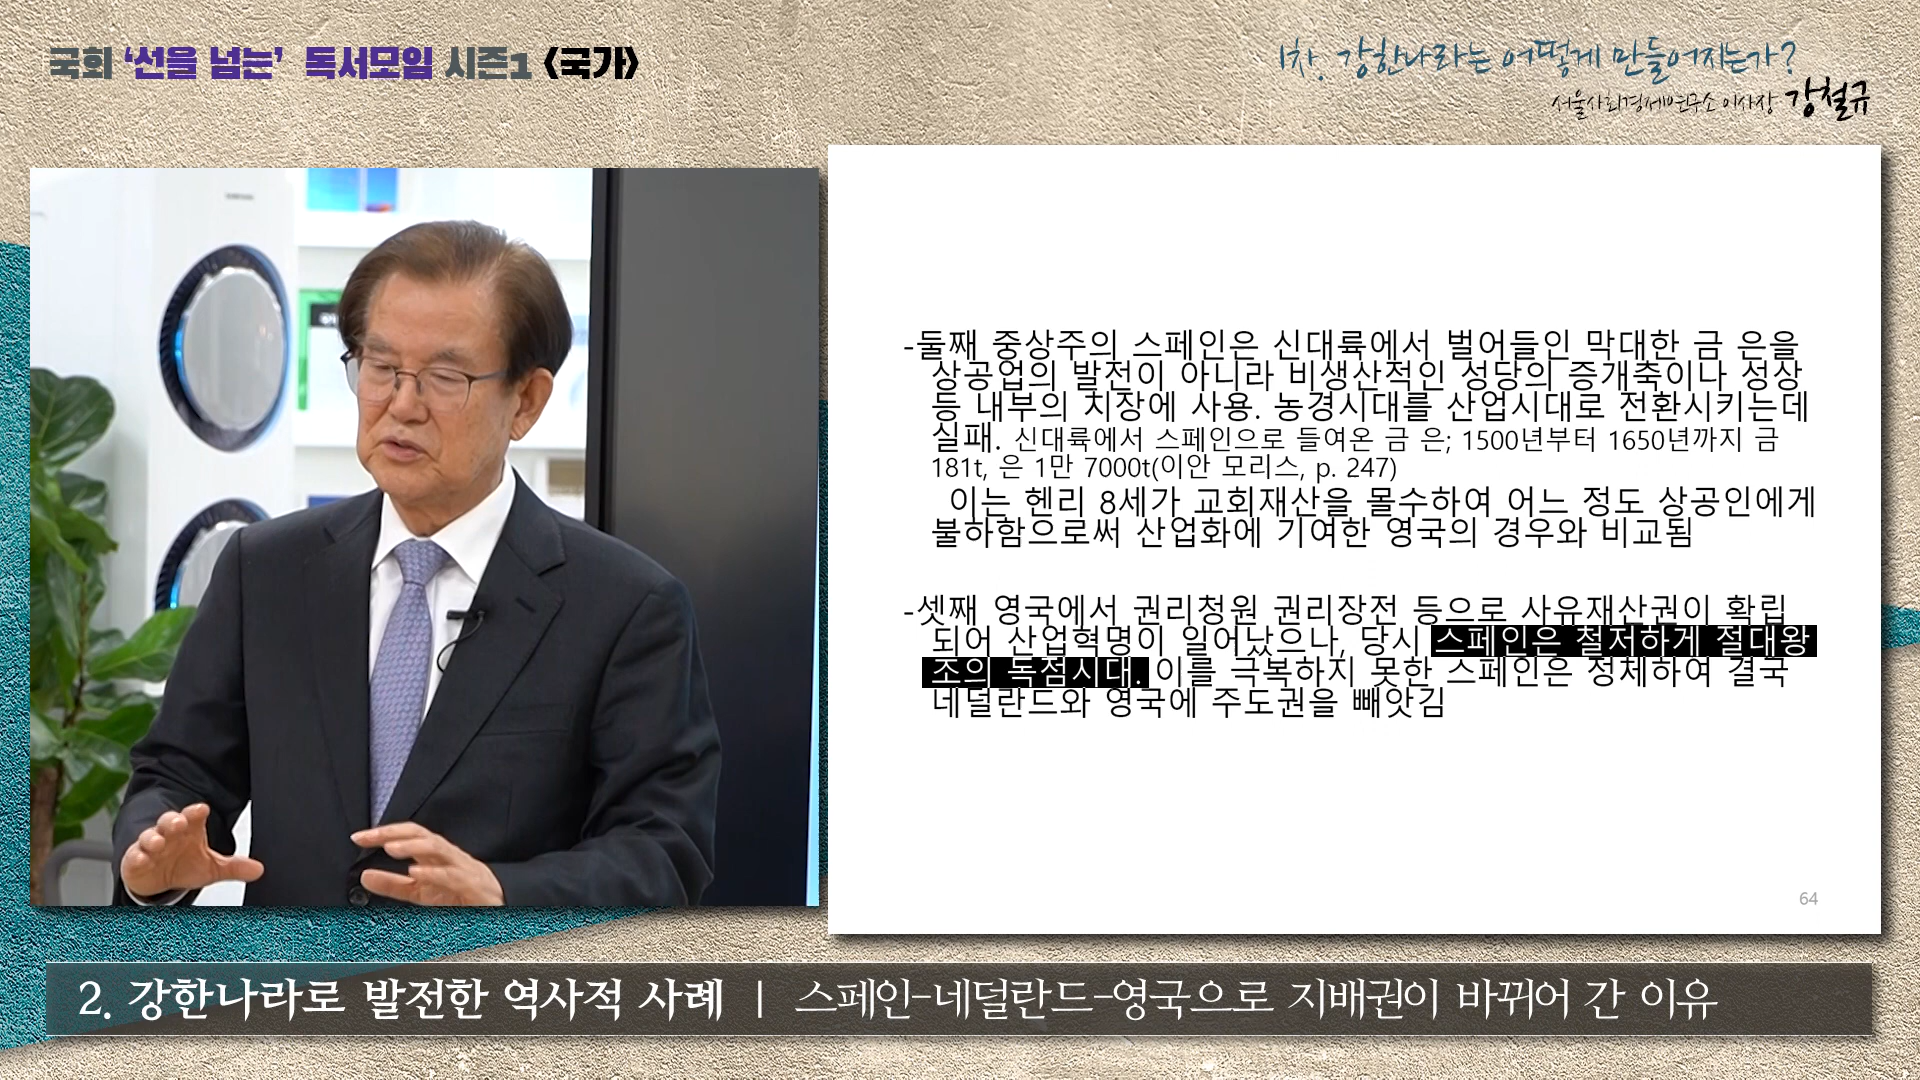 국회 ‘선을 넘는’ 독서모임 시즌1 <국가>
1차. 강한나라는 어떻게 만들어지는가?
서울사회경제연구소 이사장 강철규
-둘째 중상주의 스페인은 신대륙에서 벌어들인 막대한 금 은을
상공업의 발전이 아니라 비생산적인 성당의 증개축이나 성상
등 내부의 치장에 사용. 농경시대를 산업시대로 전환시키는데
실패. 신대륙에서 스페인으로 들여온 금 은; 1500년부터 1650년까지 금
181t, 은 1만 7000t(이안 모리스, p. 247)
이는 헨리 8세가 교회재산을 몰수하여 어느 정도 상공인에게
불하함으로써 산업화에 기여한 영국의 경우와 비교됨
-셋째 영국에서 권리청원 권리장전 등으로 사유재산권이 확립
되어 산업혁명이 일어났으나, 당시 스페인은 철저하게 절대왕
조의 독점시대. 이를 극복하지 못한 스페인은 정체하여 결국
네덜란드와 영국에 주도권을 빼앗김
64
2. 강한나라로 발전한 역사적 사례 | 스페인-네덜란드-영국으로 지배권이 바뀌어 간 이유